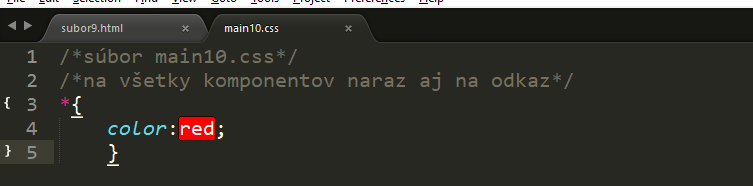 subor9.html × main10.css ×
1 /*súbor main10.css*/
2 /*na všetky komponentov naraz aj na odkaz*/
{ 3 *{
4 color:red;
} 5 }